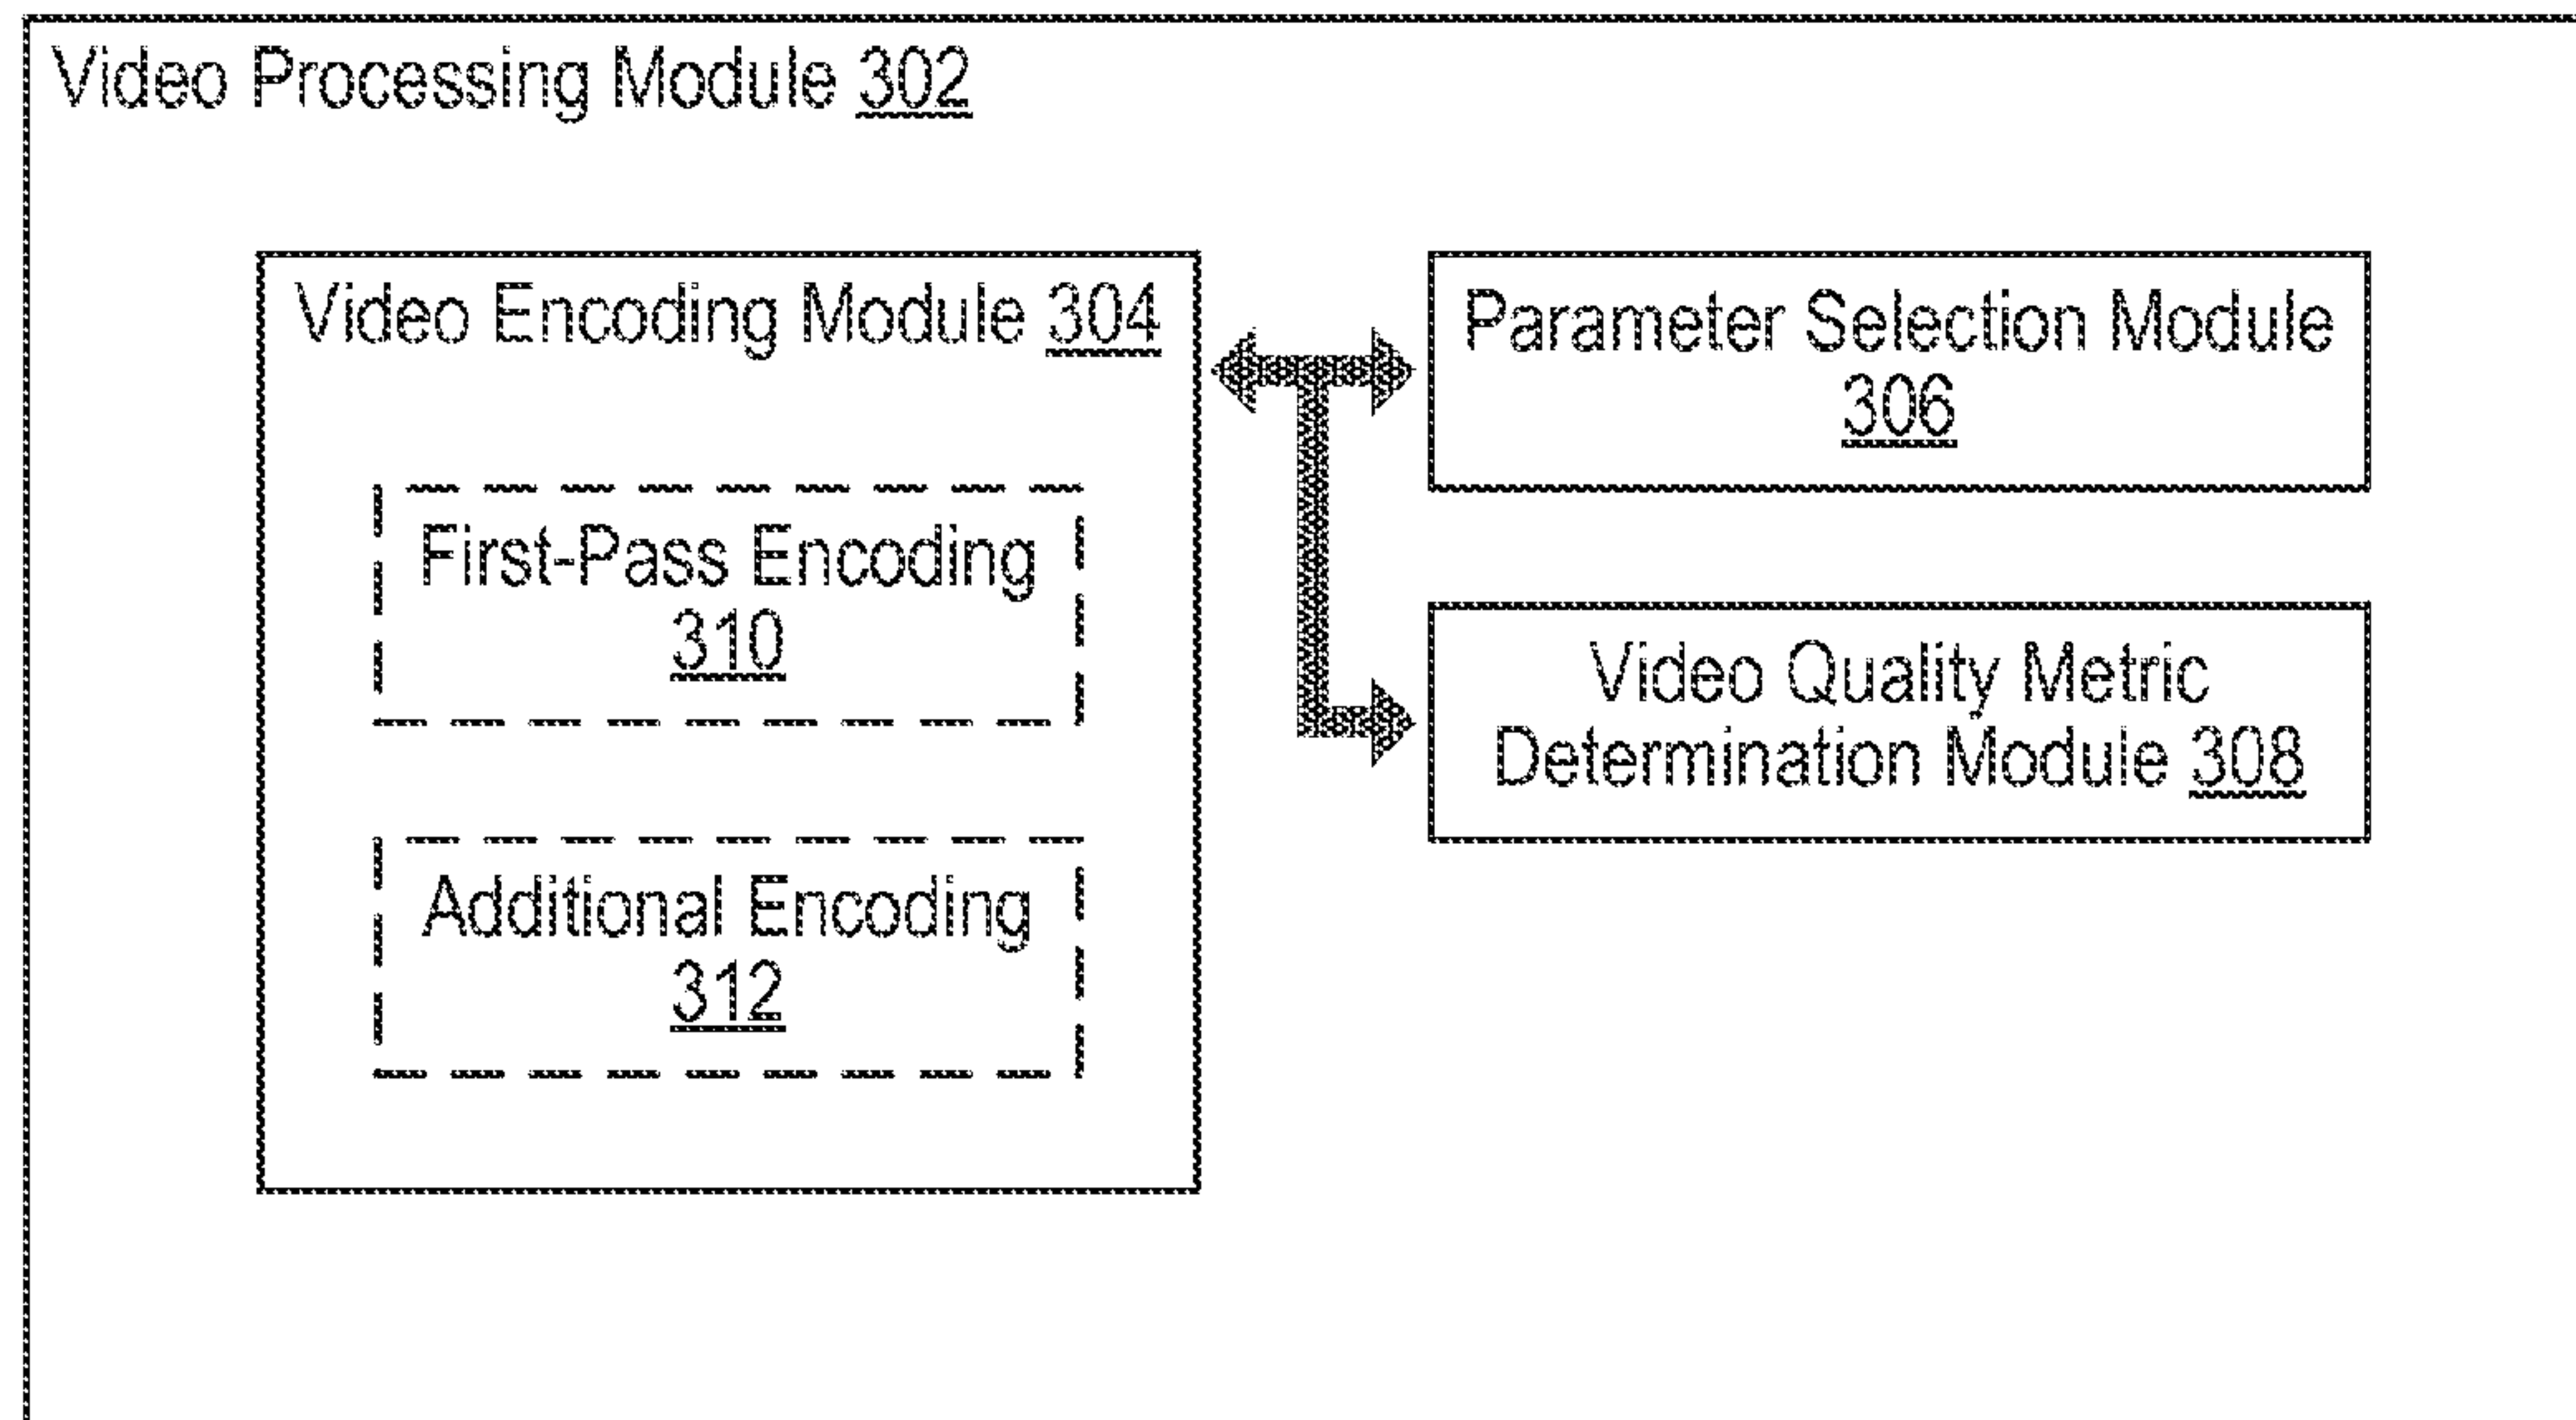 Video Processing Module 302
Video Encoding Module 304
First-Pass Encoding
310
Additional Encoding
312
Parameter Selection Module
306
Video Quality Metric
Determination Module 308